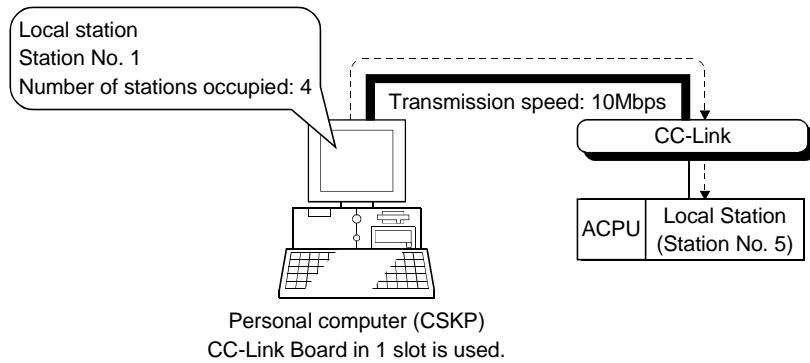 Local station
Station No. 1
Number of stations occupied: 4
Transmission speed: 10Mbps
CC-Link
ACPU
Local Station
(Station No. 5)
Personal computer (CSKP)
CC-Link Board in 1 slot is used.